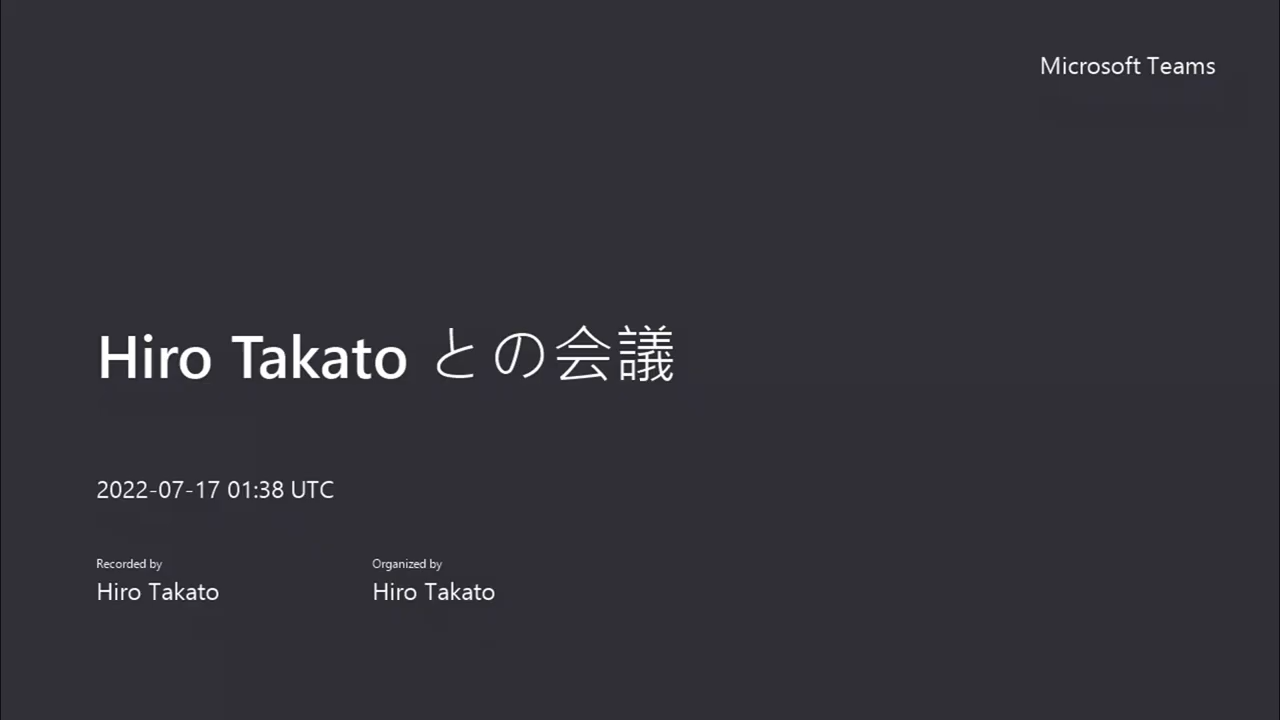 Microsoft Teams
Hiro Takato との会議
2022-07-17 01:38 UTC
Recorded by
Hiro Takato
Organized by
Hiro Takato